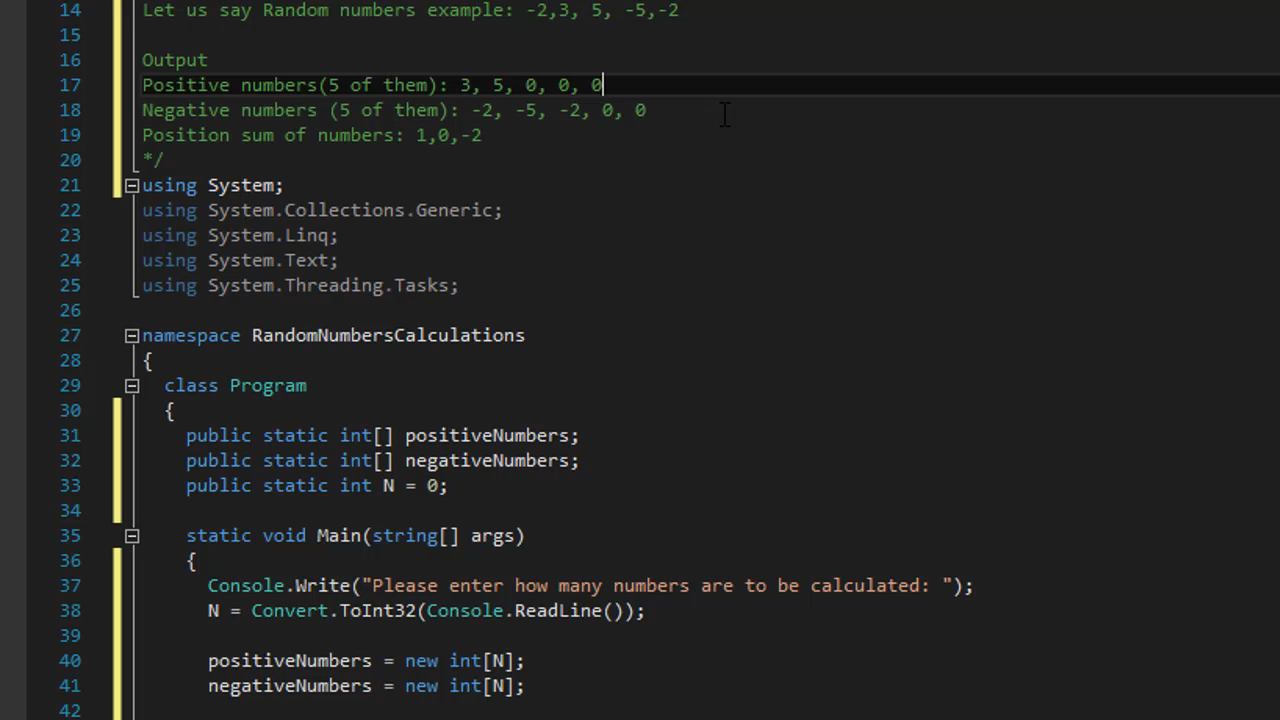 14 Let us say Random numbers example: -2,3, 5, -5,-2
15
16 Output
17 Positive numbers(5 of them): 3, 5, 0, 0, 0
18 Negative numbers (5 of them): -2, -5, -2, 0, 0
19 Position sum of numbers: 1,0,-2
20 */
21 using System;
22 using System.Collections.Generic;
23 using System.Linq;
24 using System.Text;
25 using System.Threading.Tasks;
26
27 namespace RandomNumbersCalculations
28 {
29 class Program
30 {
31 public static int[] positiveNumbers;
32 public static int[] negativeNumbers;
33 public static int N = 0;
34
35 static void Main(string[] args)
36 {
37 Console.Write("Please enter how many numbers are to be calculated: ");
38 N = Convert.ToInt32(Console.ReadLine());
39
40 positiveNumbers = new int[N];
41 negativeNumbers = new int[N];
42